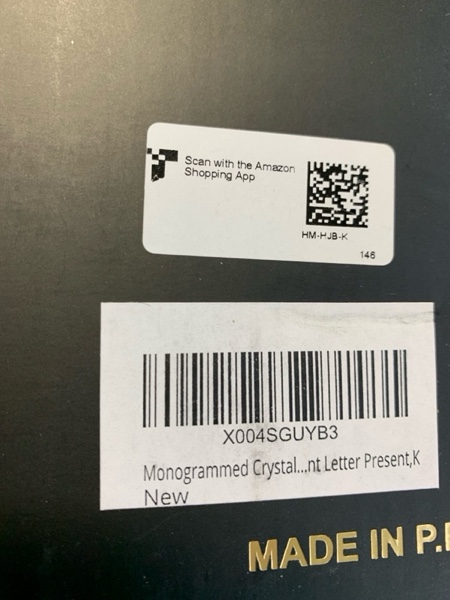 Scan with the Amazon
Shopping App
HM-HJB-K
146
X004SGUYB3
Monogrammed Crystal...nt Letter Present,K
New
MADE IN P.